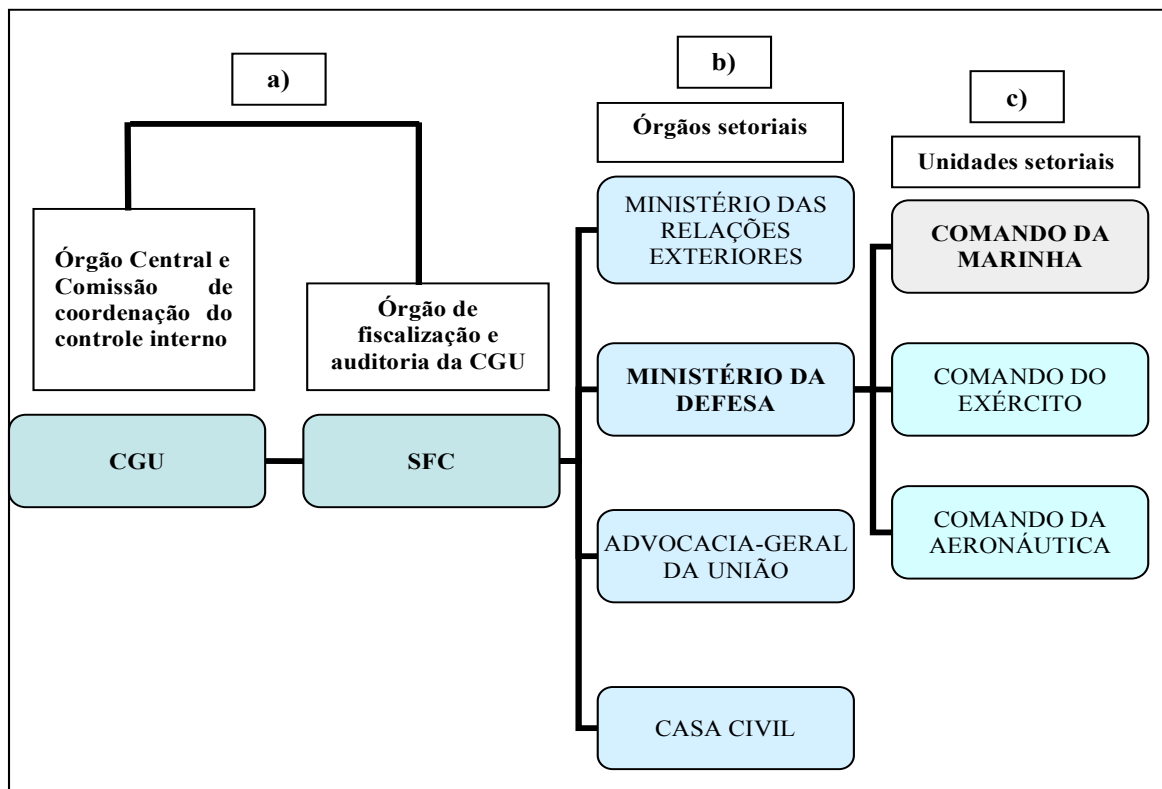 a)
Órgão Central e
Comissão de
coordenação do
controle interno
Órgão de
fiscalização e
auditoria da CGU
CGU
SFC
b)
Órgãos setoriais
MINISTÉRIO DAS
RELAÇÕES
EXTERIORES
MINISTÉRIO DA
DEFESA
ADVOCACIA-GERAL
DA UNIÃO
CASA CIVIL
c)
Unidades setoriais
COMANDO DA
MARINHA
COMANDO DO
EXÉRCITO
COMANDO DA
AERONÁUTICA